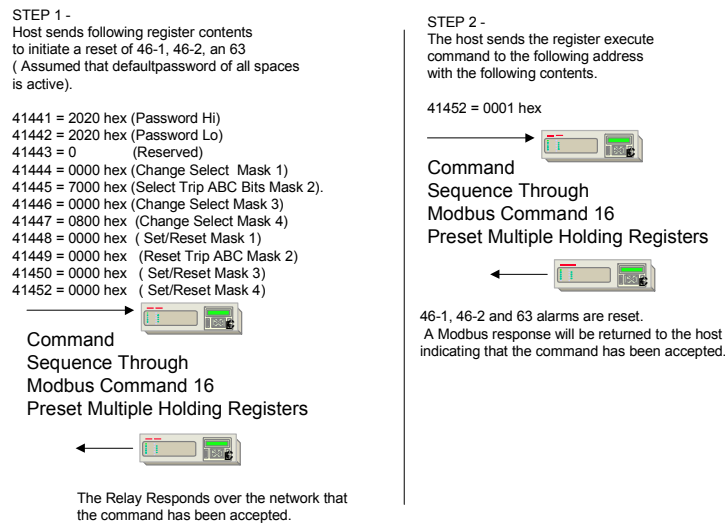 STEP 1 -
Host sends following register contents
to initiate a reset of 46-1, 46-2, an 63
( Assumed that defaultpassword of all spaces
is active).
41441 = 2020 hex (Password Hi)
41442 = 2020 hex (Password Lo)
41443 = 0 (Reserved)
41444 = 0000 hex (Change Select Mask 1)
41445 = 7000 hex (Select Trip ABC Bits Mask 2).
41446 = 0000 hex (Change Select Mask 3)
41447 = 0800 hex (Change Select Mask 4)
41448 = 0000 hex ( Set/Reset Mask 1)
41449 = 0000 hex (Reset Trip ABC Mask 2)
41450 = 0000 hex ( Set/Reset Mask 3)
41452 = 0000 hex ( Set/Reset Mask 4)
Command
Sequence Through
Modbus Command 16
Preset Multiple Holding Registers
The Relay Responds over the network that
the command has been accepted.
STEP 2 -
The host sends the register execute
command to the following address
with the following contents.
41452 = 0001 hex
Command
Sequence Through
Modbus Command 16
Preset Multiple Holding Registers
46-1, 46-2 and 63 alarms are reset.
A Modbus response will be returned to the host
indicating that the command has been accepted.